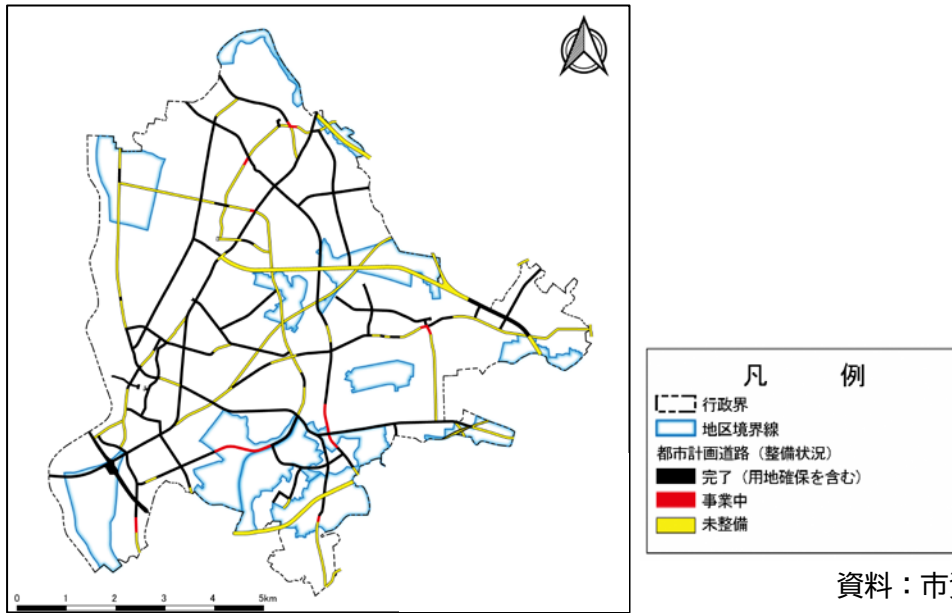 凡 例
行政界
地区境界線
都市計画道路（整備状況）
完了（用地確保を含む）
事業中
未整備
0 1 2 3 4 5km
資料：市